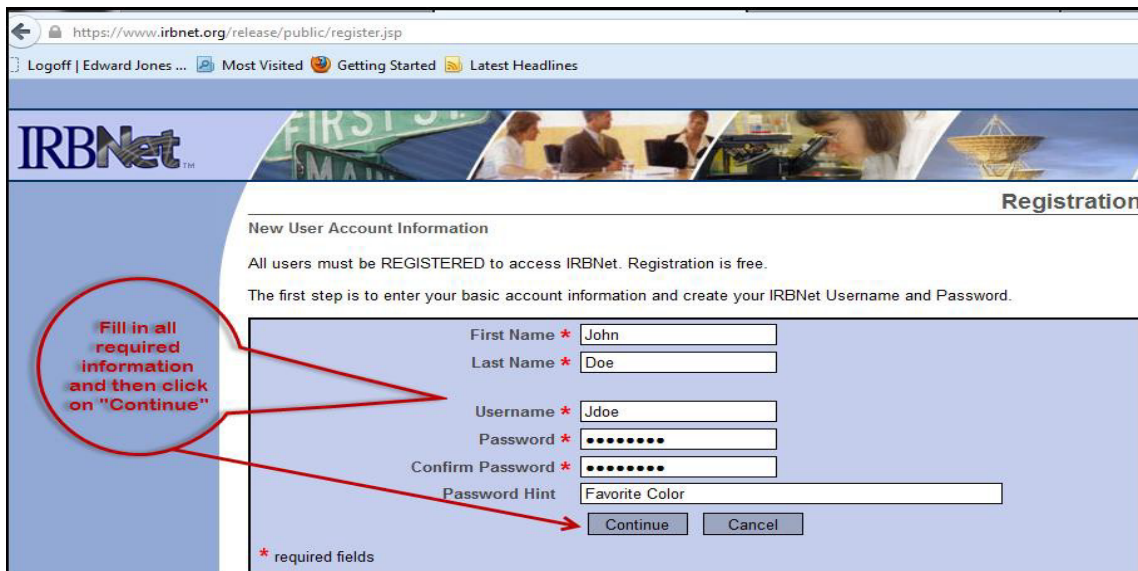 https://www.irbnet.org/release/public/register.jsp
Logoff | Edward Jones ... Most Visited Getting Started Latest Headlines
IRBNet TM
FIRST ST
MAIN
Registration
New User Account Information
All users must be REGISTERED to access IRBNet. Registration is free.
The first step is to enter your basic account information and create your IRBNet Username and Password.
Fill in all
required
information
and then click
on "Continue"
First Name * John
Last Name * Doe
Username * Jdoe
Password * ••••••••
Confirm Password * ••••••••
Password Hint Favorite Color
Continue Cancel
* required fields